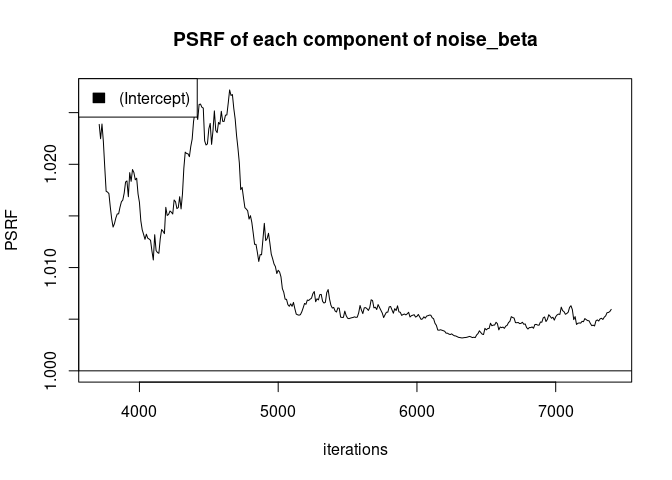 PSRF of each component of noise_beta
(Intercept)
PSRF
1.000
1.010
1.020
4000 5000 6000 7000
iterations